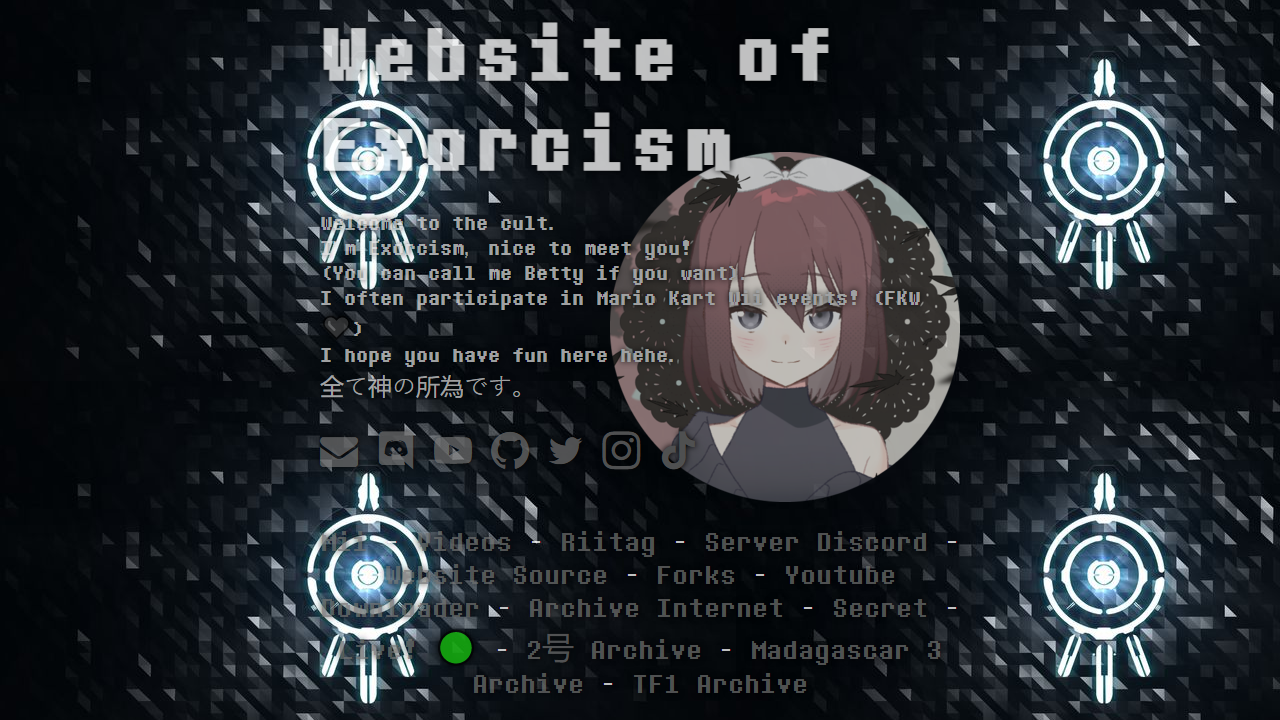 Website of
Exorcism
Welcome to the cult.
I'm Exorcism, nice to meet you!
(You can call me Betty if you want).
I often participate in Mario Kart Wii events! (FKW
🖤)
I hope you have fun here hehe.
全て神の所為です。
Mii - Videos - Riitag - Server Discord -
Website Source - Forks - Youtube
Downloader - Archive Internet - Secret -
Live! - 2号 Archive - Madagascar 3
Archive - TF1 Archive